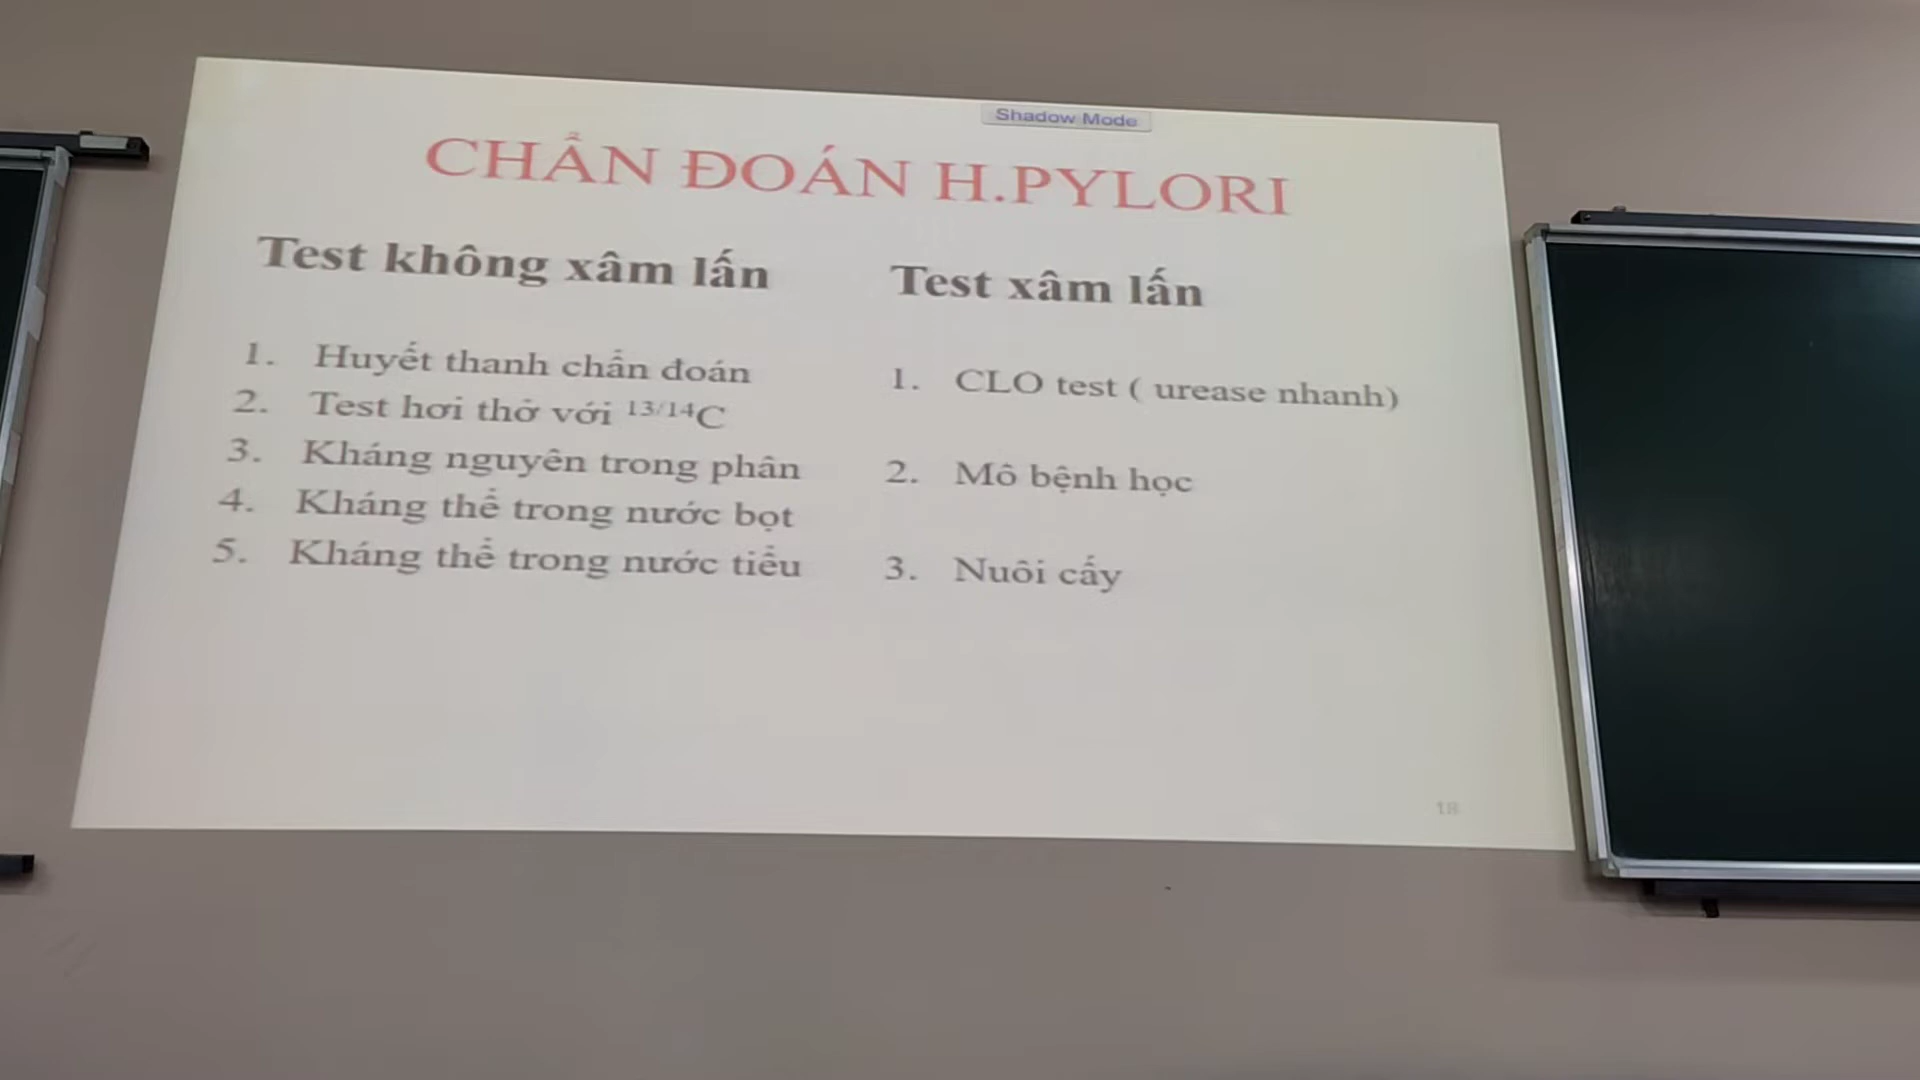 Shadow Mode
CHẨN ĐOÁN H.PYLORI
Test không xâm lấn
1. Huyết thanh chẩn đoán
2. Test hơi thở với ¹³/¹⁴C
3. Kháng nguyên trong phân
4. Kháng thể trong nước bọt
5. Kháng thể trong nước tiểu
Test xâm lấn
1. CLO test ( urease nhanh)
2. Mô bệnh học
3. Nuôi cấy
18